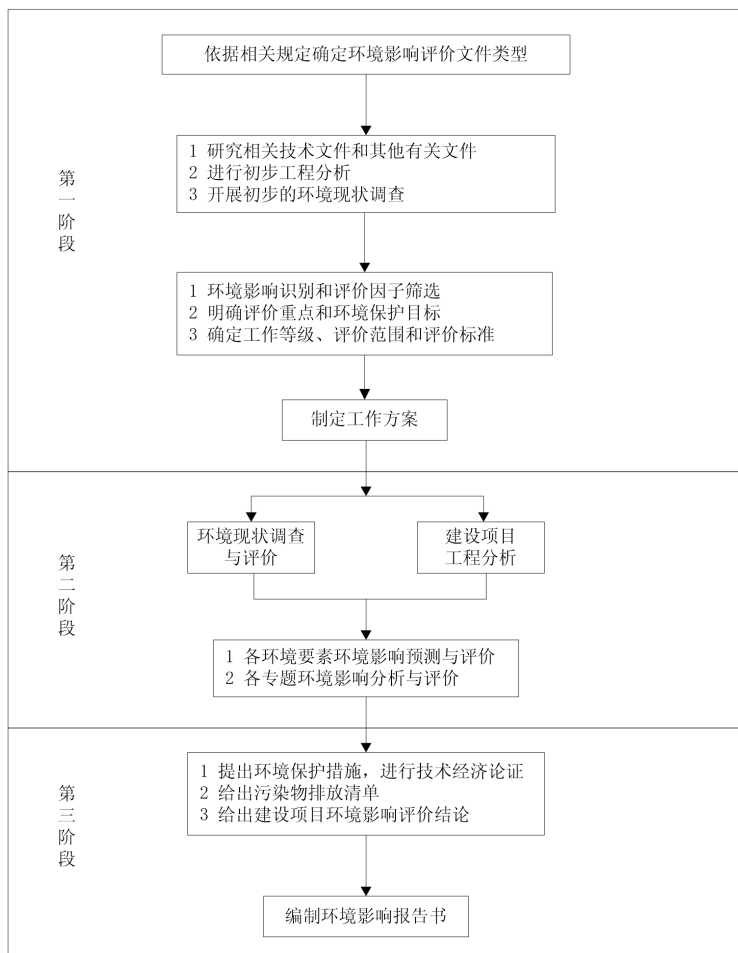 依据相关规定确定环境影响评价文件类型
第一阶段
1 研究相关技术文件和其他有关文件
2 进行初步工程分析
3 开展初步的环境现状调查
1 环境影响识别和评价因子筛选
2 明确评价重点和环境保护目标
3 确定工作等级、评价范围和评价标准
制定工作方案
第二阶段
环境现状调查
与评价
建设项目
工程分析
1 各环境要素环境影响预测与评价
2 各专题环境影响分析与评价
第三阶段
1 提出环境保护措施，进行技术经济论证
2 给出污染物排放清单
3 给出建设项目环境影响评价结论
编制环境影响报告书